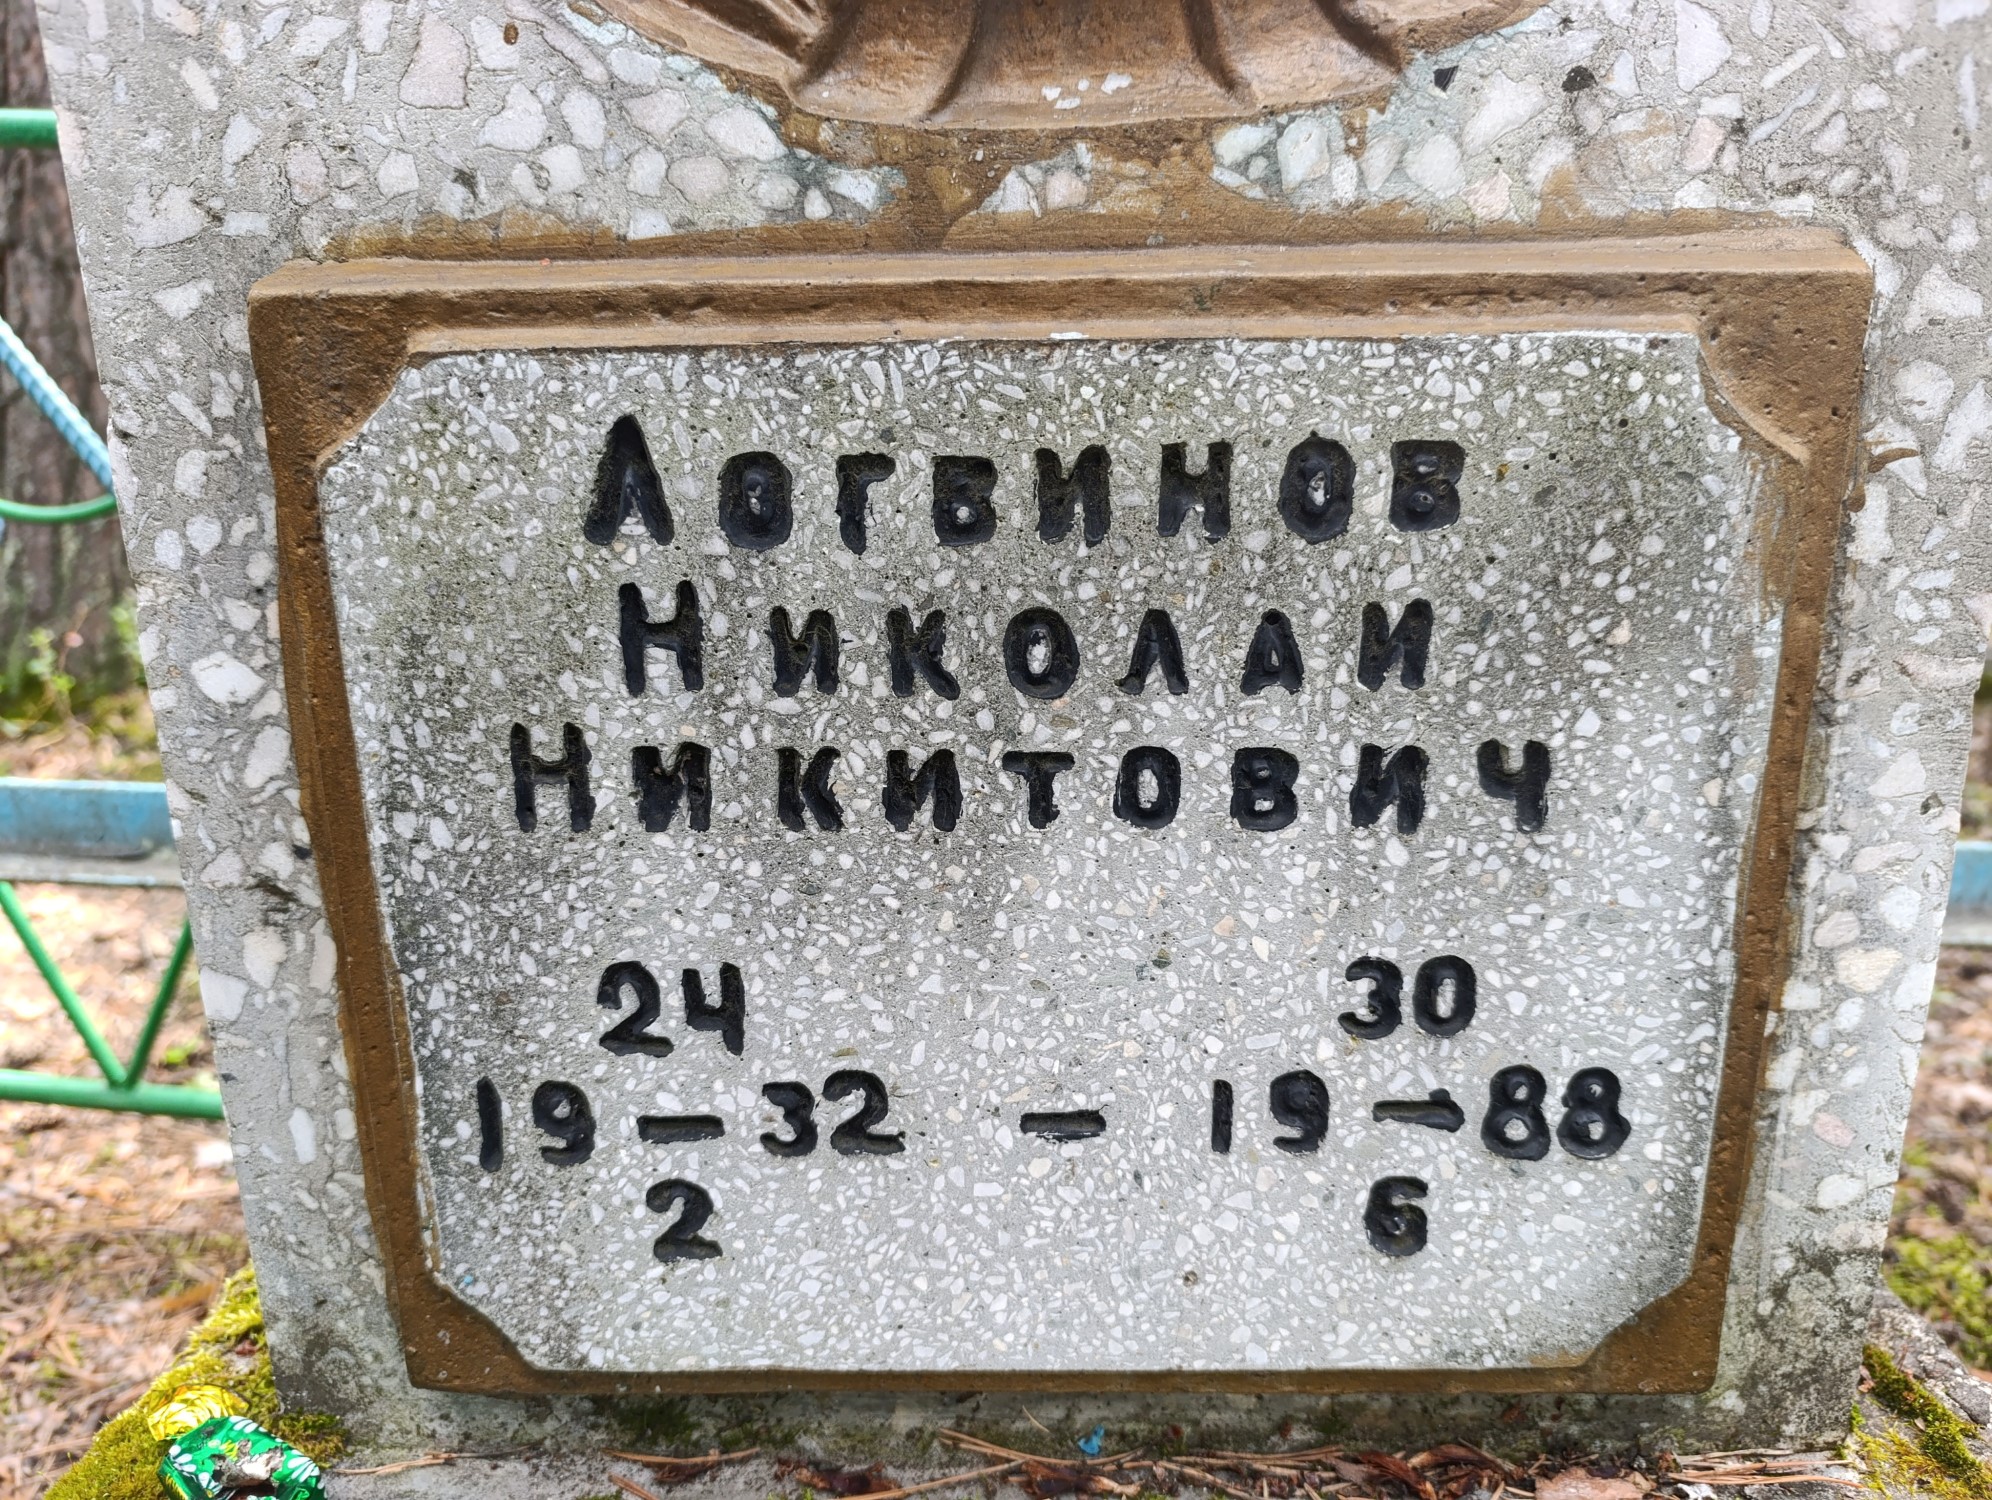 Логвинов
Николаи
Никитович
24 30
19 — 32 — 19 — 88
2 6